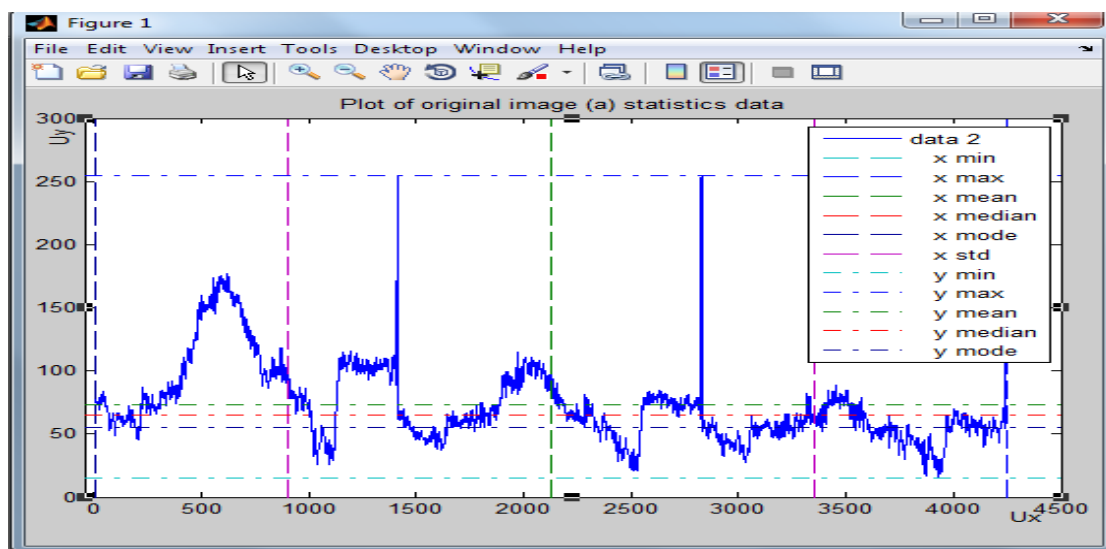 Figure 1
File Edit View Insert Tools Desktop Window Help
Plot of original image (a) statistics data
Uy
300
250
200
150
100
50
0
data 2
x min
x max
x mean
x median
x mode
x std
y min
y max
y mean
y median
y mode
0 500 1000 1500 2000 2500 3000 3500 4000 4500
Ux